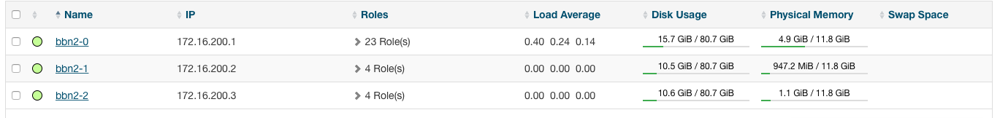 Name IP Roles Load Average Disk Usage Physical Memory Swap Space
bbn2-0 172.16.200.1 23 Role(s) 0.40 0.24 0.14 15.7 GiB / 80.7 GiB 4.9 GiB / 11.8 GiB
bbn2-1 172.16.200.2 4 Role(s) 0.00 0.00 0.00 10.5 GiB / 80.7 GiB 947.2 MiB / 11.8 GiB
bbn2-2 172.16.200.3 4 Role(s) 0.00 0.00 0.00 10.6 GiB / 80.7 GiB 1.1 GiB / 11.8 GiB